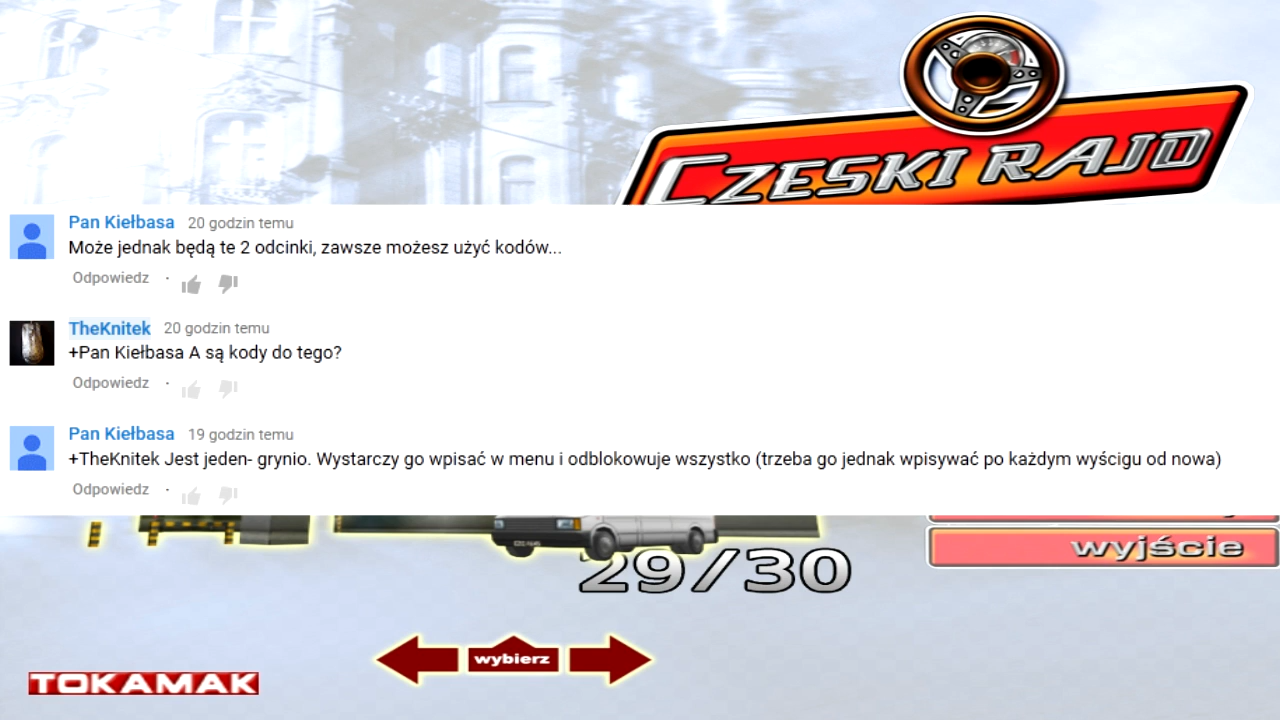 CZESKI RAJD
Pan Kiełbasa 20 godzin temu
Może jednak będą te 2 odcinki, zawsze możesz użyć kodów...
Odpowiedz ·
TheKnitek 20 godzin temu
+Pan Kiełbasa A są kody do tego?
Odpowiedz ·
Pan Kiełbasa 19 godzin temu
+TheKnitek Jest jeden- grynio. Wystarczy go wpisać w menu i odblokowuje wszystko (trzeba go jednak wpisywać po każdym wyścigu od nowa)
Odpowiedz ·
wyjście
29/30
wybierz
TOKAMAK